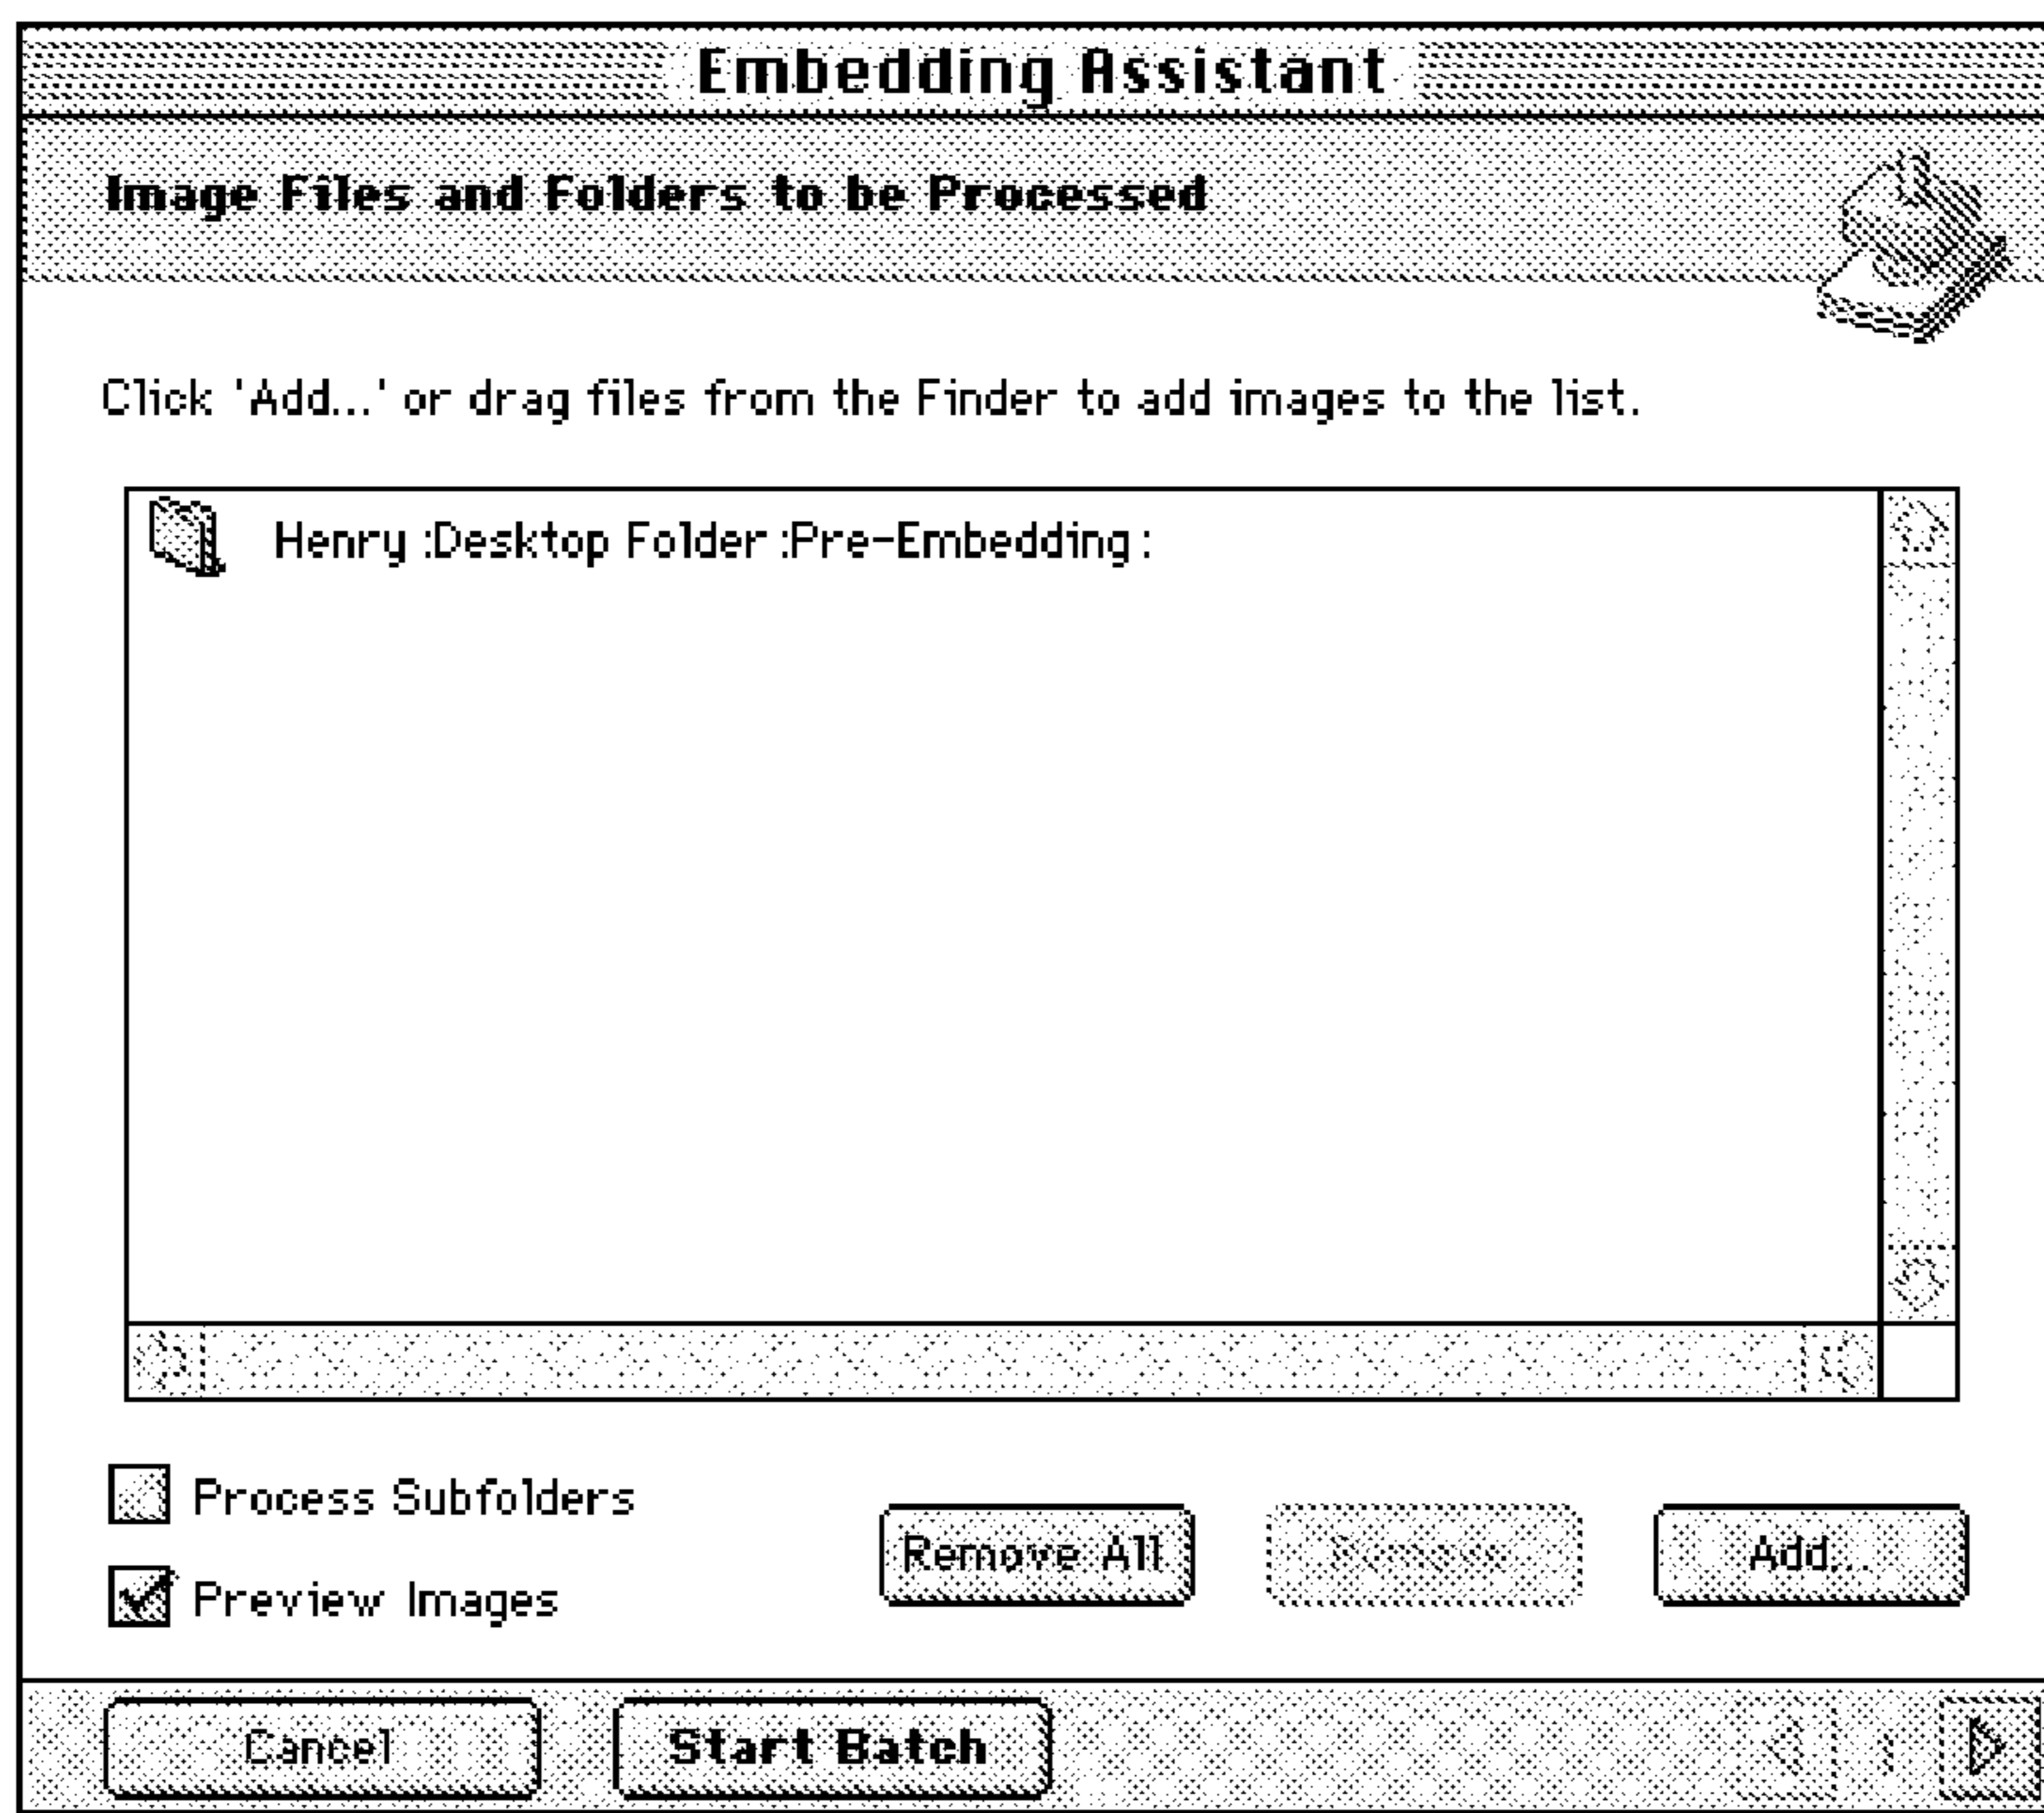 Embedding Assistant
Image Files and Folders to be Processed
Click 'Add...' or drag files from the Finder to add images to the list.
Henry :Desktop Folder :Pre-Embedding :
Process Subfolders
Preview Images
Remove All
Remove
Add...
Cancel
Start Batch
1